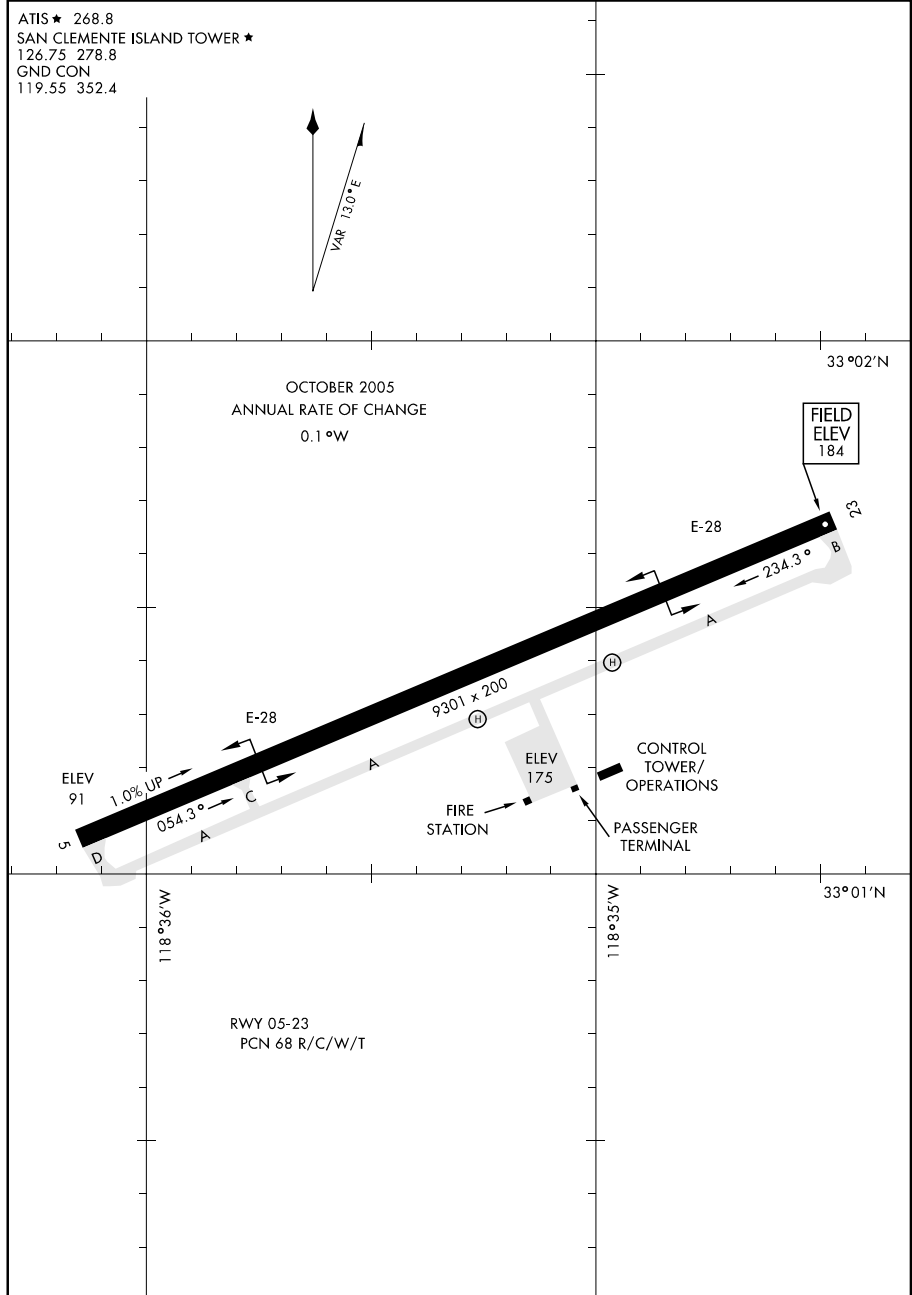 ATIS ★ 268.8
SAN CLEMENTE ISLAND TOWER ★
126.75 278.8
GND CON
119.55 352.4
VAR 13.0° E
33°02'N
OCTOBER 2005
ANNUAL RATE OF CHANGE
0.1°W
FIELD
ELEV
184
23
E-28
B
234.3°
A
H
9301 x 200
H
E-28
A
ELEV
175
CONTROL
TOWER/
OPERATIONS
ELEV
91
1.0% UP
054.3°
C
A
FIRE
STATION
PASSENGER
TERMINAL
5
D
33°01'N
118°36'W
118°35'W
RWY 05-23
PCN 68 R/C/W/T